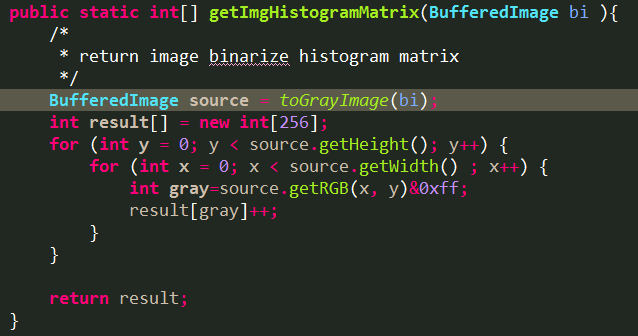 public static int[] getImgHistogramMatrix(BufferedImage bi ){
    /*
     * return image binarize histogram matrix
     */
    BufferedImage source = toGrayImage(bi);
    int result[] = new int[256];
    for (int y = 0; y < source.getHeight(); y++) {
        for (int x = 0; x < source.getWidth() ; x++) {
            int gray=source.getRGB(x, y)&0xff;
            result[gray]++;
        }
    }

    return result;
}